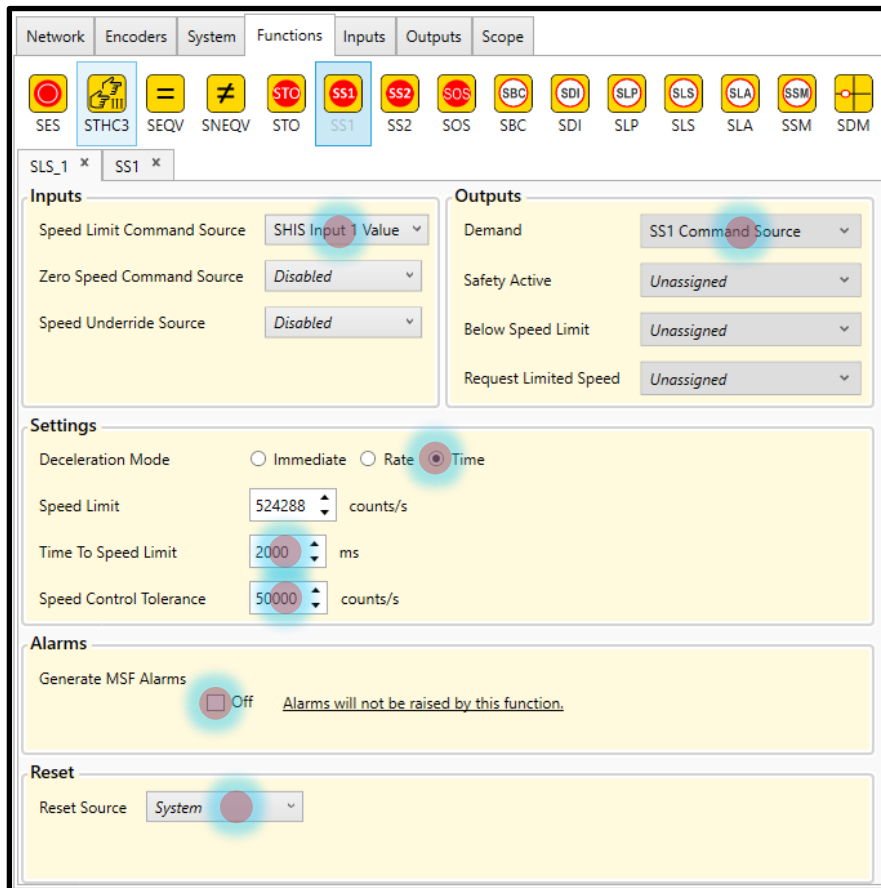 Network Encoders System Functions Inputs Outputs Scope
STO SS1 SS2 SOS SBC SDI SLP SLS SLA SSM
SES STHC3 SEQV SNEQV STO SS1 SS2 SOS SBC SDI SLP SLS SLA SSM SDM
SLS_1 × SS1 ×
Inputs
Speed Limit Command Source SHIS Input 1 Value
Zero Speed Command Source Disabled
Speed Underride Source Disabled
Outputs
Demand SS1 Command Source
Safety Active Unassigned
Below Speed Limit Unassigned
Request Limited Speed Unassigned
Settings
Deceleration Mode Immediate Rate Time
Speed Limit 524288 counts/s
Time To Speed Limit 2000 ms
Speed Control Tolerance 50000 counts/s
Alarms
Generate MSF Alarms
Off Alarms will not be raised by this function.
Reset
Reset Source System